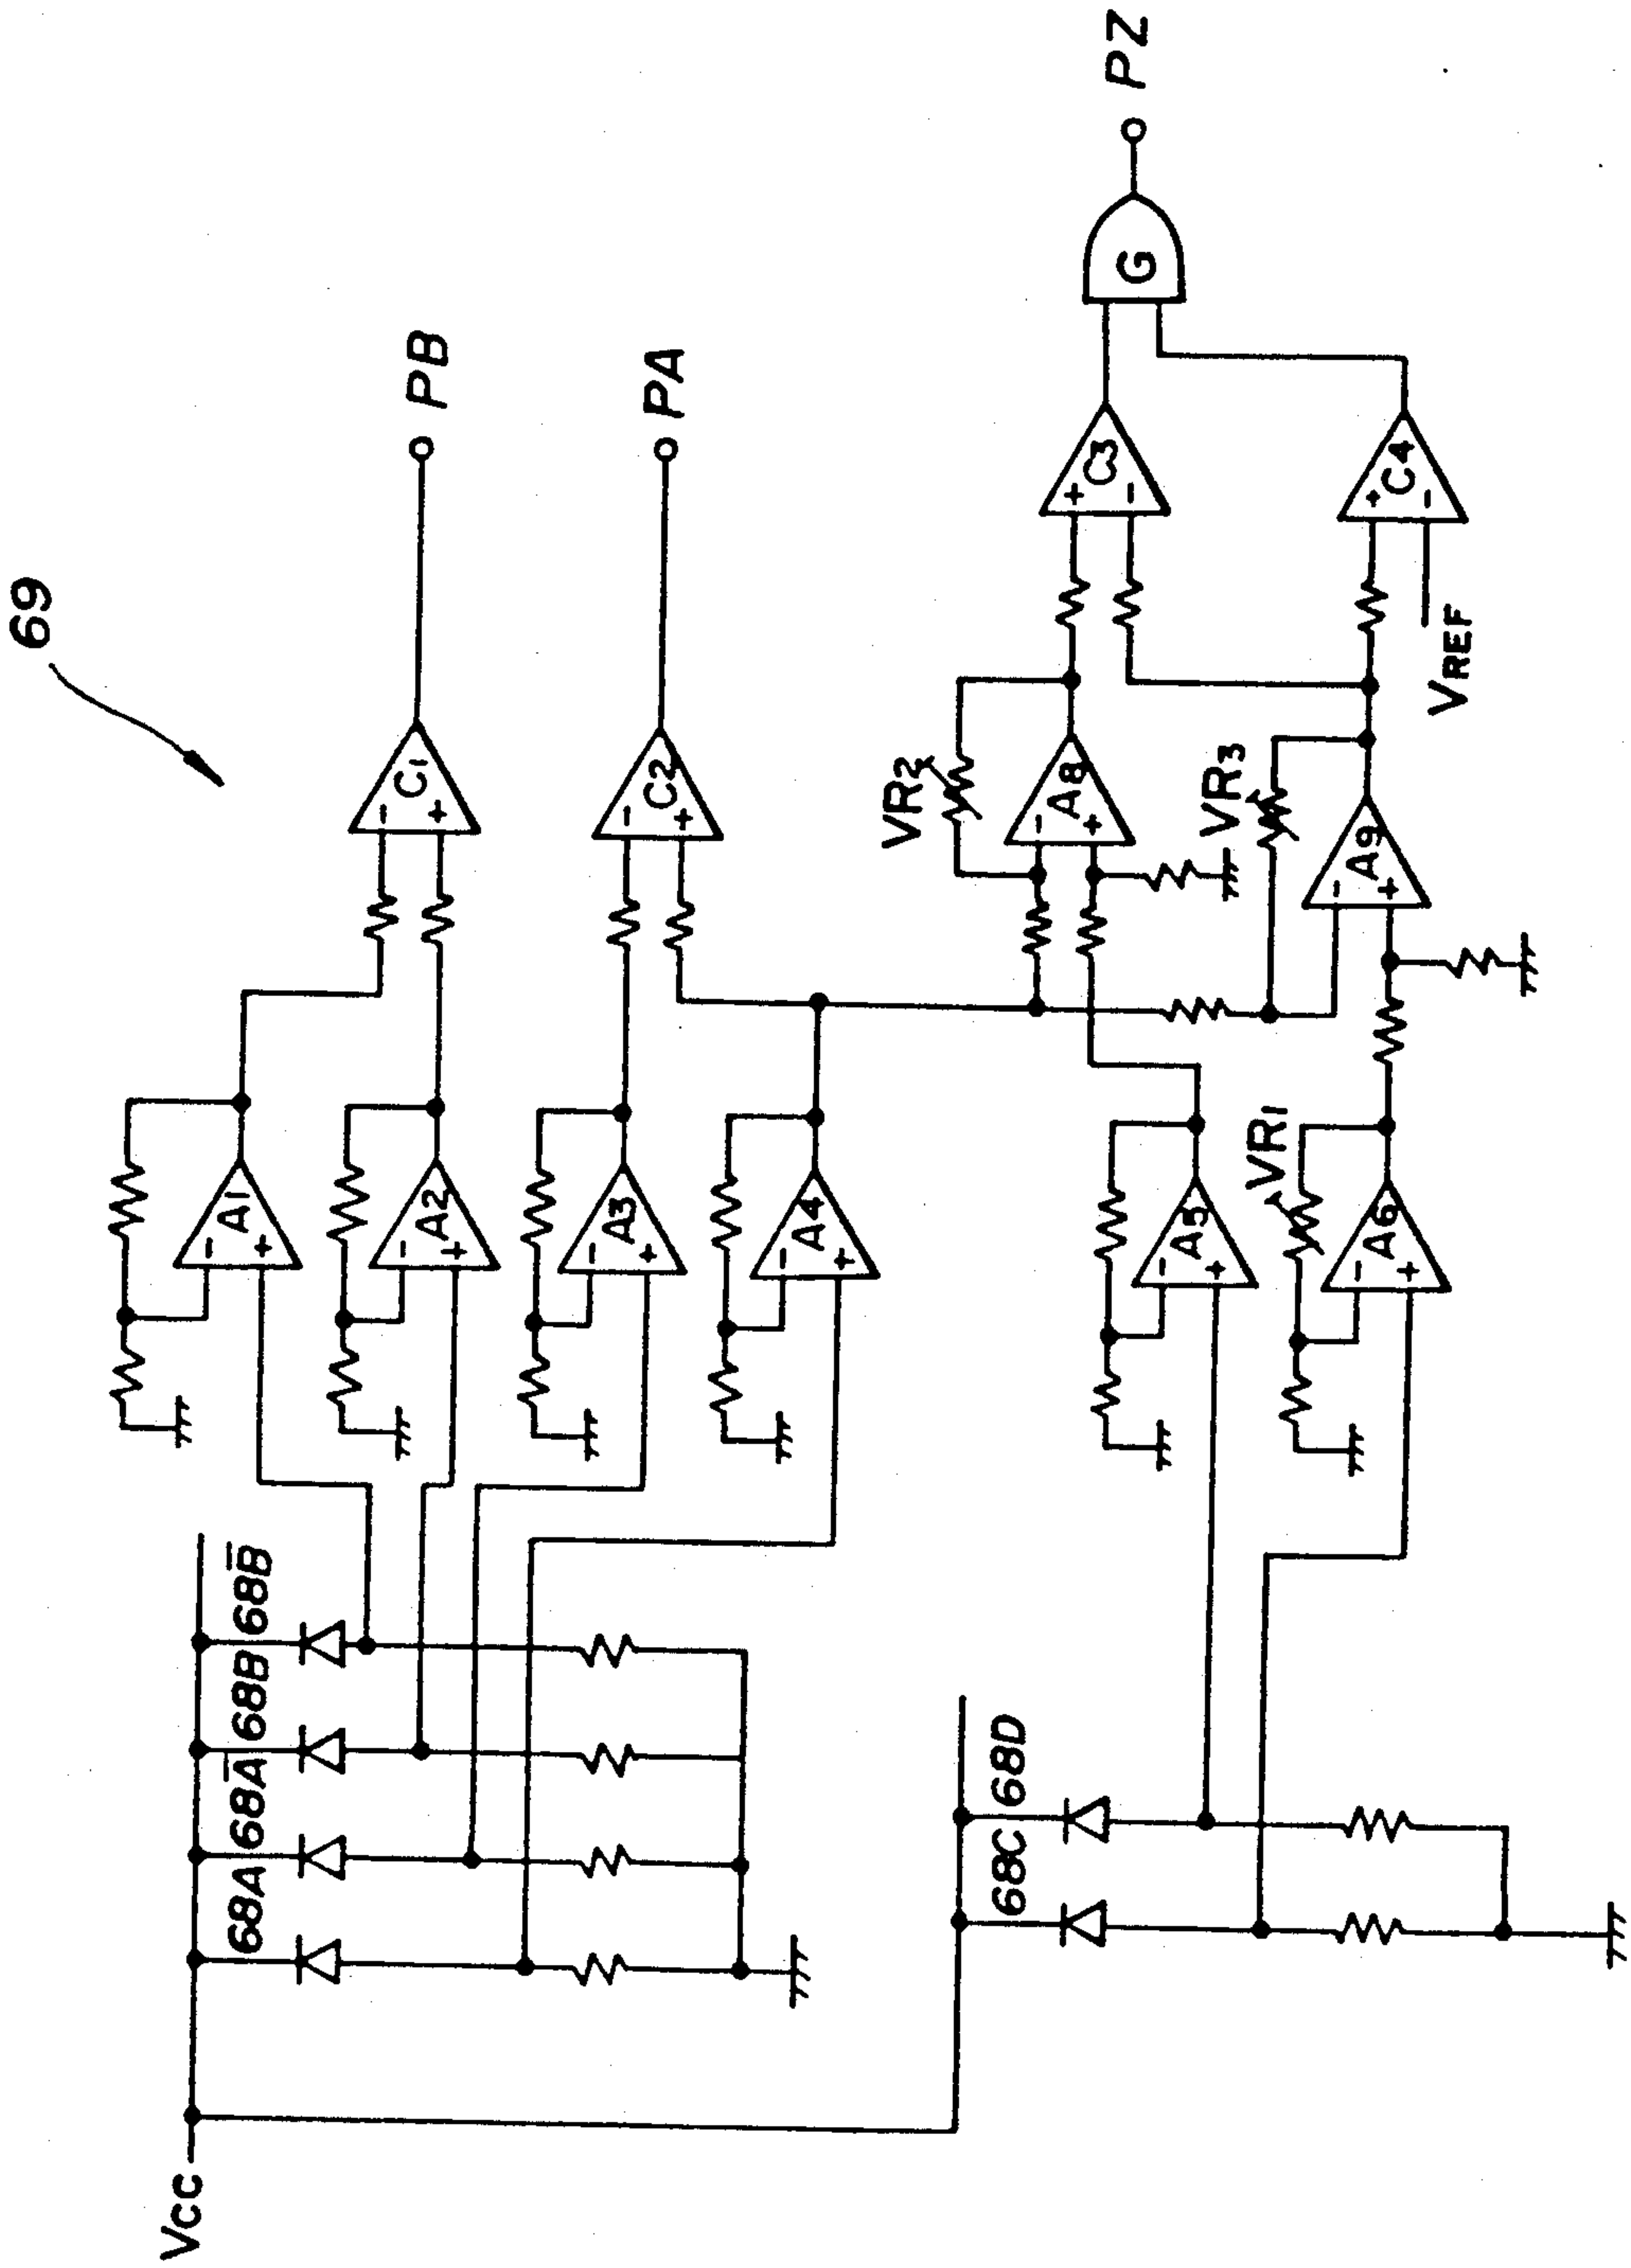 69
Vcc
68A
68A̅
68B
68B̅
A1
-
+
A2
-
+
A3
-
+
A4
-
+
C1
-
+
PB
C2
-
+
PA
68C
68D
A5
-
+
A6
-
+
VR1
VR2
A8
-
+
VR3
A9
-
+
C3
+
-
C4
+
-
VREF
G
PZ